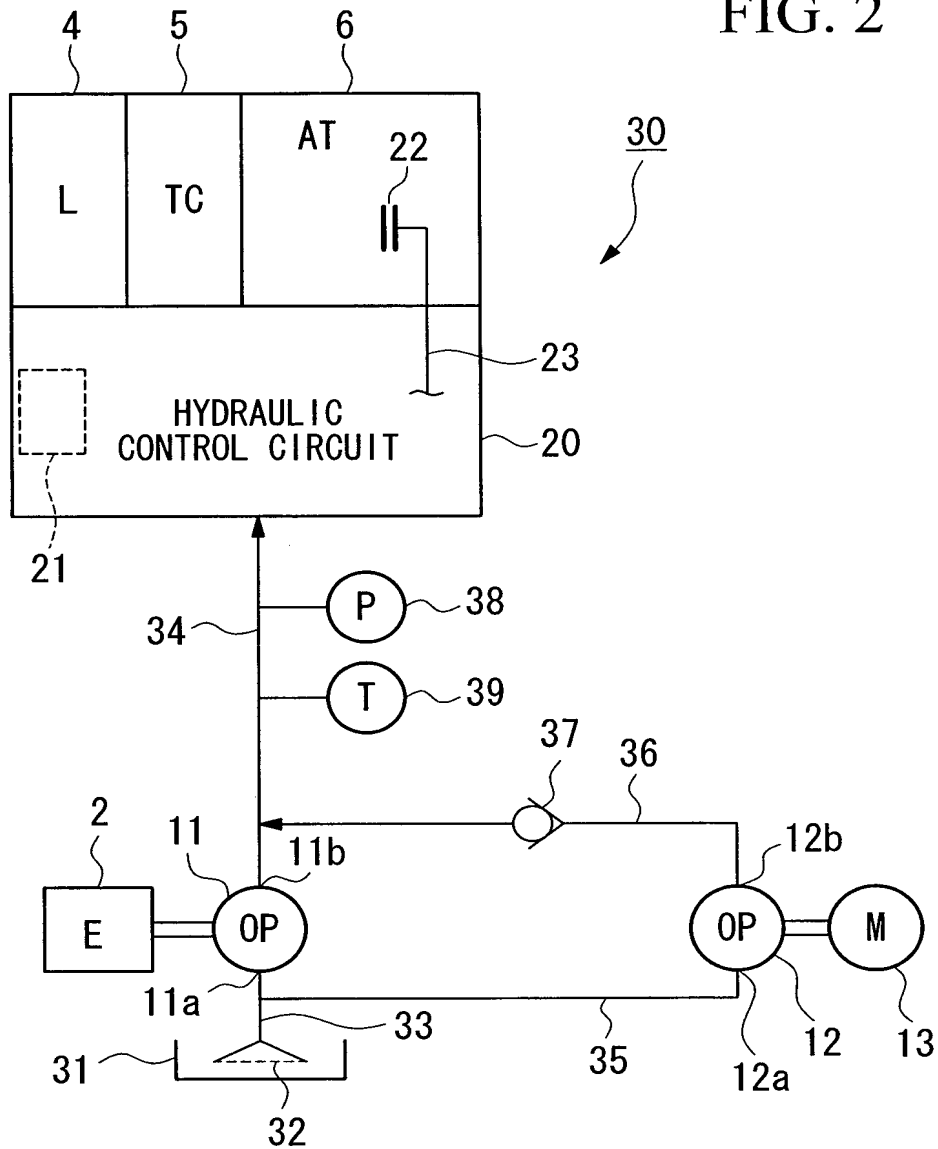 FIG. 2
4 5 6
30
AT
22
L TC
23
HYDRAULIC
CONTROL CIRCUIT
20
21
P 38
34
T 39
37 36
2
11 11b 12b
E OP OP M
11a
33
31 35 12 13
12a
32